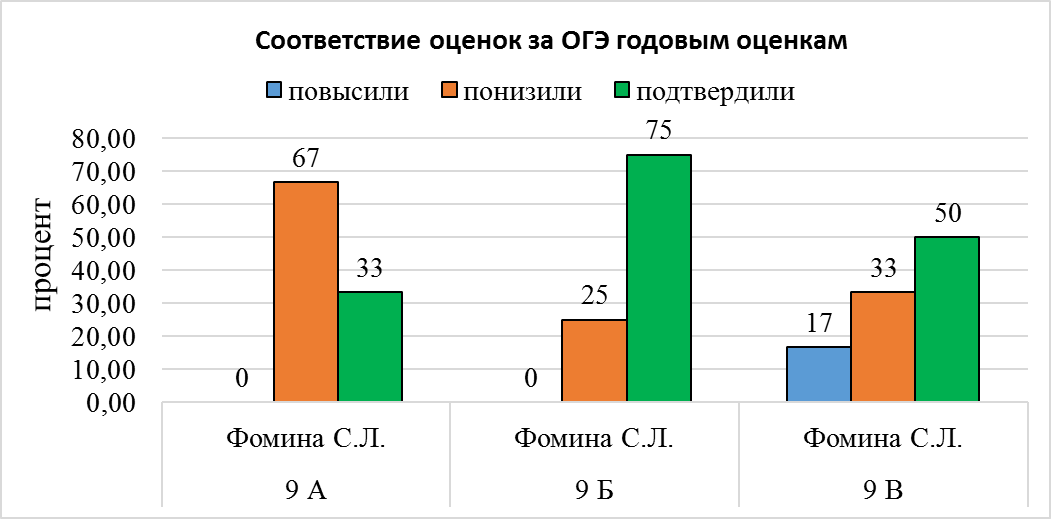 Соответствие оценок за ОГЭ годовым оценкам
повысили понизили подтвердили
процент
80,00
70,00
60,00
50,00
40,00
30,00
20,00
10,00
0,00
0 67 33
0 25 75
17 33 50
Фомина С.Л. Фомина С.Л. Фомина С.Л.
9 А 9 Б 9 В